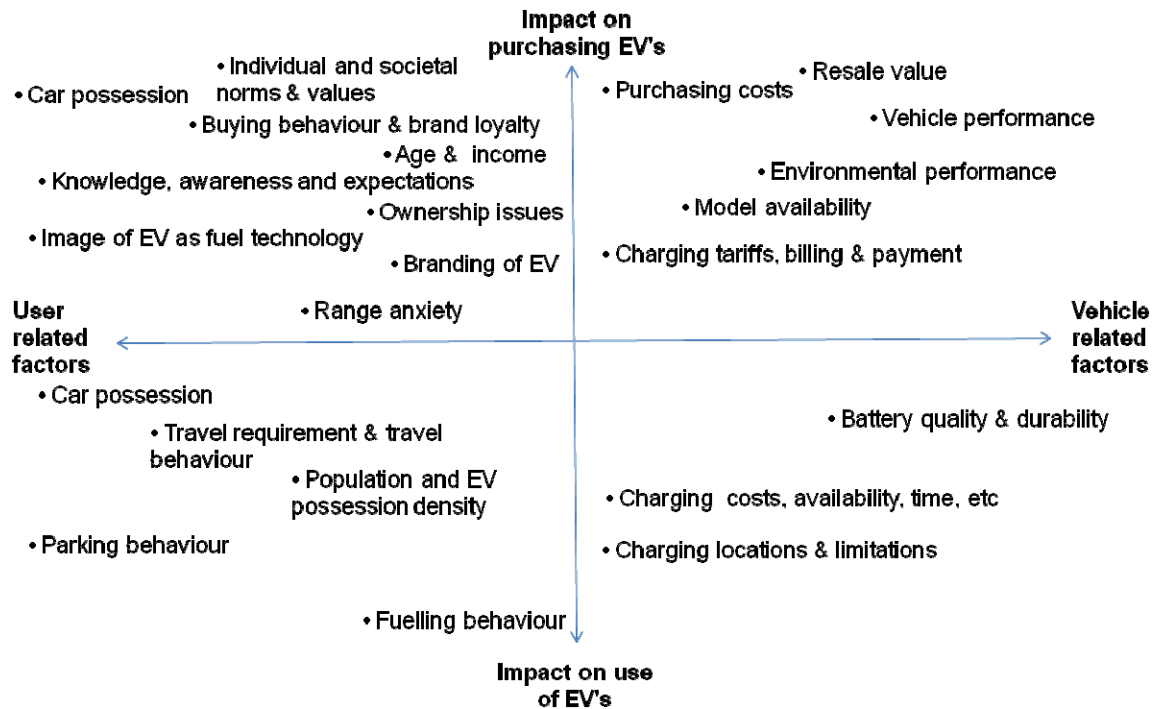 Impact on
purchasing EV's
• Individual and societal
norms & values
• Resale value
• Car possession
• Purchasing costs
• Buying behaviour & brand loyalty
• Vehicle performance
• Age & income
• Knowledge, awareness and expectations
• Environmental performance
• Ownership issues
• Model availability
• Image of EV as fuel technology
• Branding of EV
• Charging tariffs, billing & payment
User
related
factors
• Range anxiety
Vehicle
related
factors
• Car possession
• Travel requirement & travel
behaviour
• Battery quality & durability
• Population and EV
possession density
• Charging costs, availability, time, etc
• Parking behaviour
• Charging locations & limitations
• Fuelling behaviour
Impact on use
of EV's